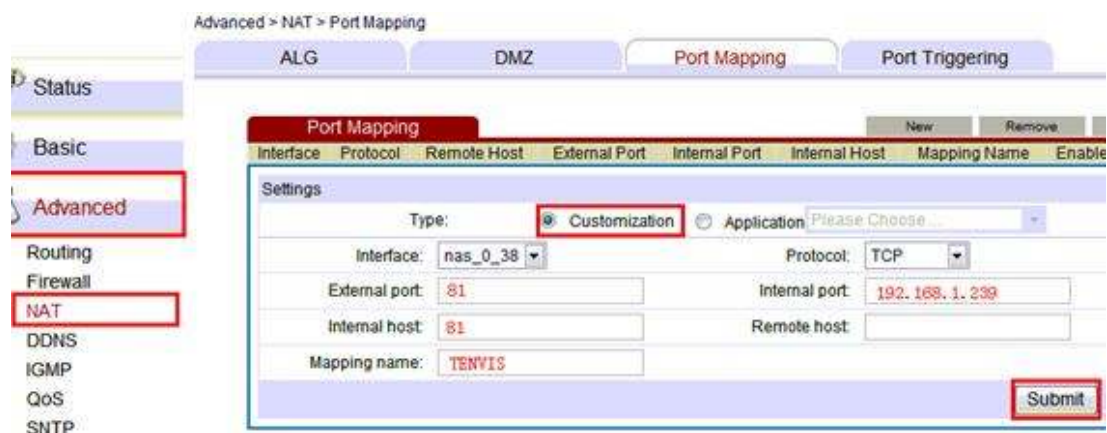 Advanced > NAT > Port Mapping
ALG DMZ Port Mapping Port Triggering
Status
Basic
Advanced
Routing
Firewall
NAT
DDNS
IGMP
QoS
SNTP
Port Mapping New Remove
Interface Protocol Remote Host External Port Internal Port Internal Host Mapping Name Enable
Settings
Type: Customization Application Please Choose...
Interface: nas_0_38 Protocol: TCP
External port: 81 Internal port: 192.168.1.239
Internal host: 81 Remote host:
Mapping name: TENVIS
Submit